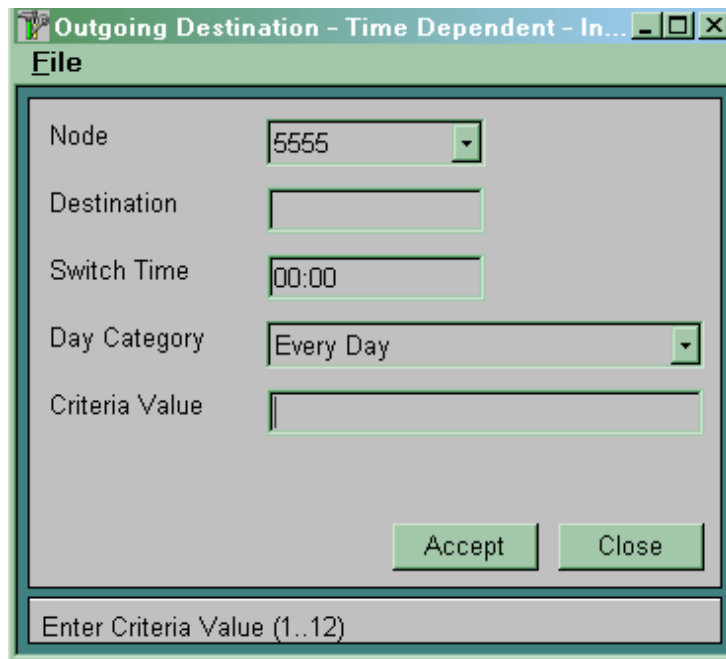 Outgoing Destination - Time Dependent - In...
File
Node 5555
Destination
Switch Time 00:00
Day Category Every Day
Criteria Value
Accept Close
Enter Criteria Value (1..12)